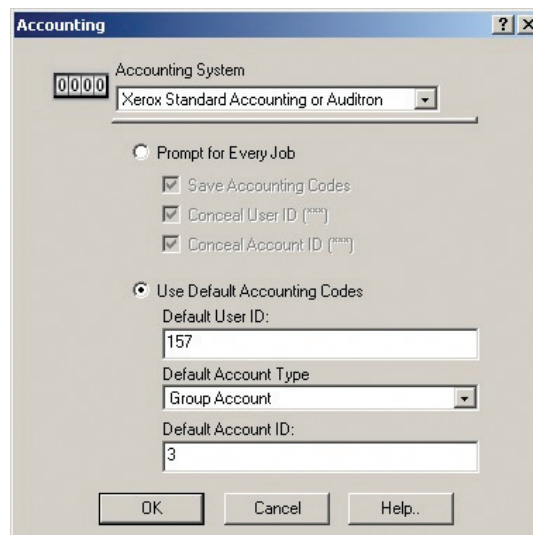 Accounting
0000
Accounting System
Xerox Standard Accounting or Auditron
Prompt for Every Job
Save Accounting Codes
Conceal User ID (***)
Conceal Account ID (***)
Use Default Accounting Codes
Default User ID:
157
Default Account Type
Group Account
Default Account ID:
3
OK Cancel Help..